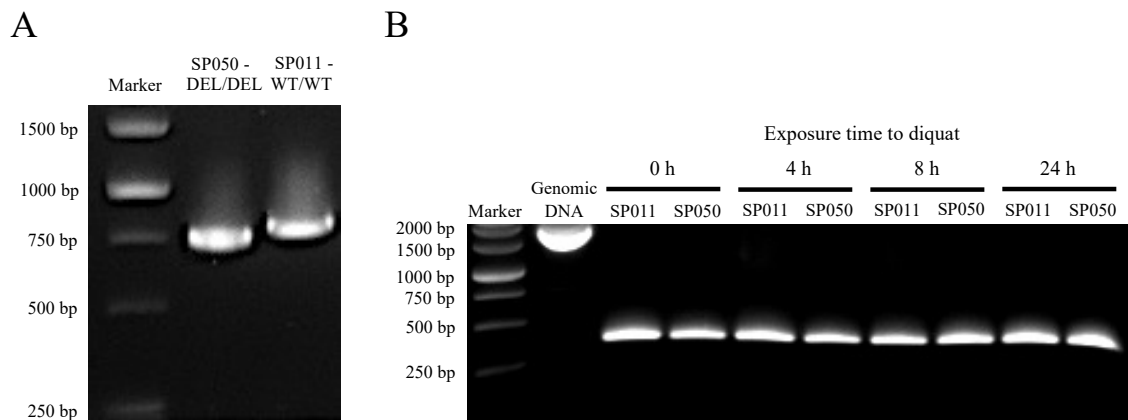 A
SP050 -
DEL/DEL
SP011 -
WT/WT
Marker
1500 bp
1000 bp
750 bp
500 bp
250 bp
B
Exposure time to diquat
0 h
4 h
8 h
24 h
Genomic
DNA
Marker
SP011
SP050
SP011
SP050
SP011
SP050
SP011
SP050
2000 bp
1500 bp
1000 bp
750 bp
500 bp
250 bp